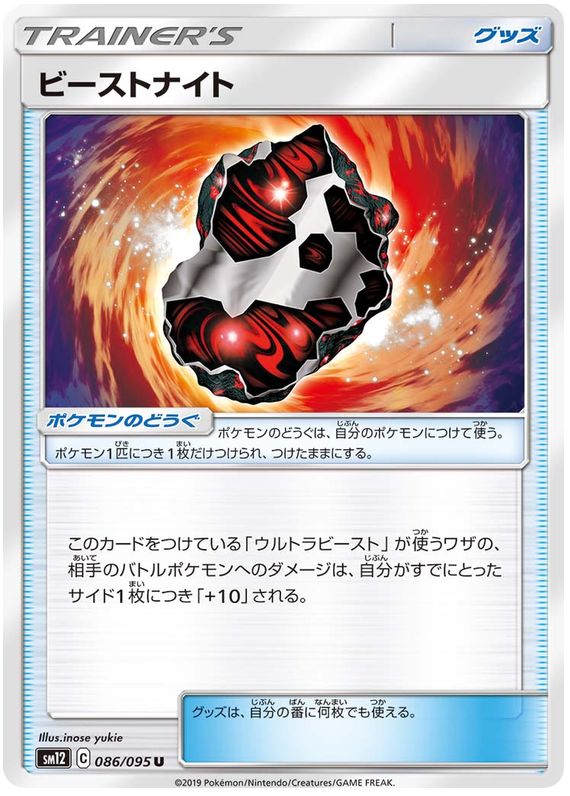 TRAINER'S
グッズ
ビーストナイト
ポケモンのどうぐ
ポケモンのどうぐは、自分のポケモンにつけて使う。
ポケモン1匹につき1枚だけつけられ、つけたままにする。
このカードをつけている「ウルトラビースト」が使うワザの、
相手のバトルポケモンへのダメージは、自分がすでにとった
サイド1枚につき「+10」される。
グッズは、自分の番に何枚でも使える。
Illus.inose yukie
SM12 C 086/095 U
©2019 Pokémon/Nintendo/Creatures/GAME FREAK.